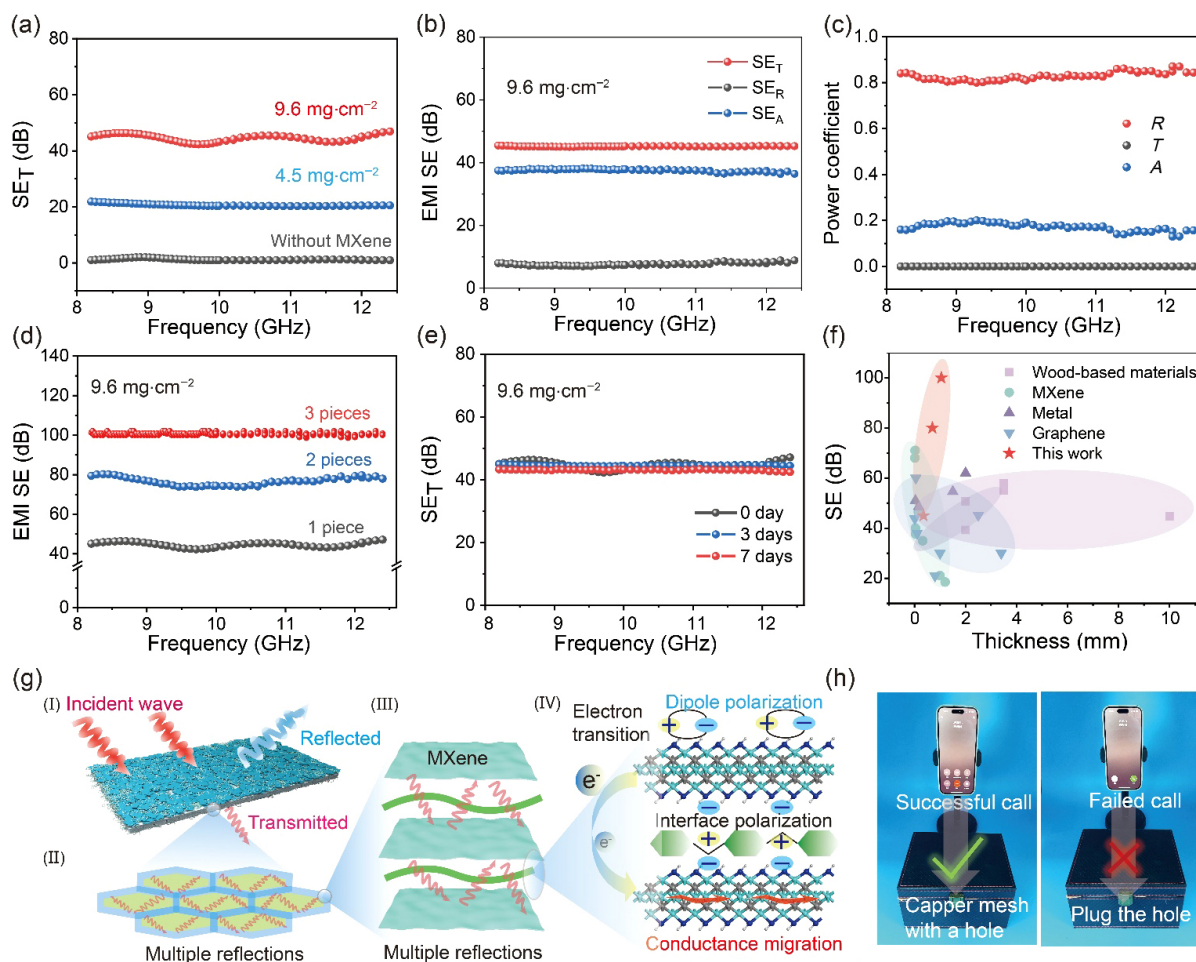 (a)
80
60
40
20
0
SE_T (dB)
9.6 mg·cm⁻²
4.5 mg·cm⁻²
Without MXene
8 9 10 11 12
Frequency (GHz)
(b)
80
60
40
20
0
EMI SE (dB)
9.6 mg·cm⁻²
SE_T
SE_R
SE_A
8 9 10 11 12
Frequency (GHz)
(c)
1.0
0.8
0.6
0.4
0.2
0.0
Power coefficient
R
T
A
8 9 10 11 12
Frequency (GHz)
(d)
140
120
100
80
60
40
0
EMI SE (dB)
9.6 mg·cm⁻²
3 pieces
2 pieces
1 piece
8 9 10 11 12
Frequency (GHz)
(e)
80
60
40
20
0
SE_T (dB)
9.6 mg·cm⁻²
0 day
3 days
7 days
8 9 10 11 12
Frequency (GHz)
(f)
100
80
60
40
20
SE (dB)
Wood-based materials
MXene
Metal
Graphene
This work
0 2 4 6 8 10
Thickness (mm)
(g)
(I)
Incident wave
Reflected
Transmitted
(II)
Multiple reflections
(III)
MXene
Multiple reflections
(IV)
Electron
transition
e⁻
e⁻
Dipole polarization
+ − + −
− −
Interface polarization
+ +
− −
Conductance migration
(h)
Successful call
Capper mesh
with a hole
Failed call
Plug the hole